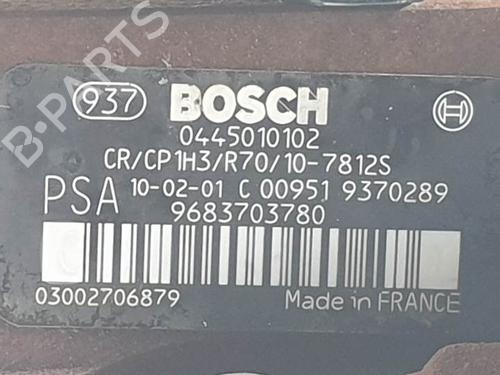 B-PARTS
937 BOSCH
0445010102
CR/CP1H3/R70/10-7812S
PSA 10-02-01 C 00951 9370289
9683703780
03002706879 Made in FRANCE